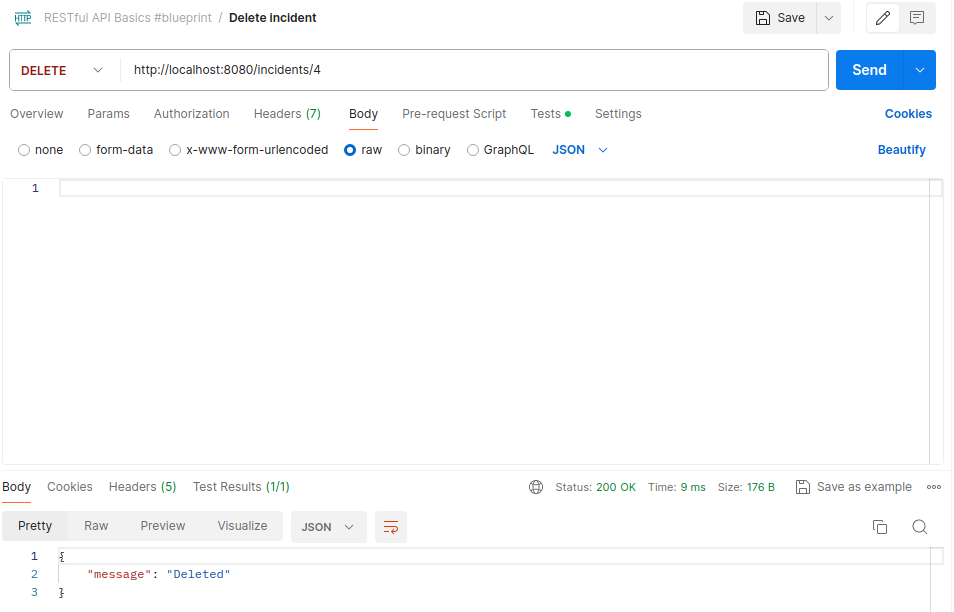 HTTP RESTful API Basics #blueprint / Delete incident Save
DELETE http://localhost:8080/incidents/4 Send
Overview Params Authorization Headers (7) Body Pre-request Script Tests Settings Cookies
none form-data x-www-form-urlencoded raw binary GraphQL JSON Beautify
1
Body Cookies Headers (5) Test Results (1/1) Status: 200 OK Time: 9 ms Size: 176 B Save as example
Pretty Raw Preview Visualize JSON
1 {
2 "message": "Deleted"
3 }